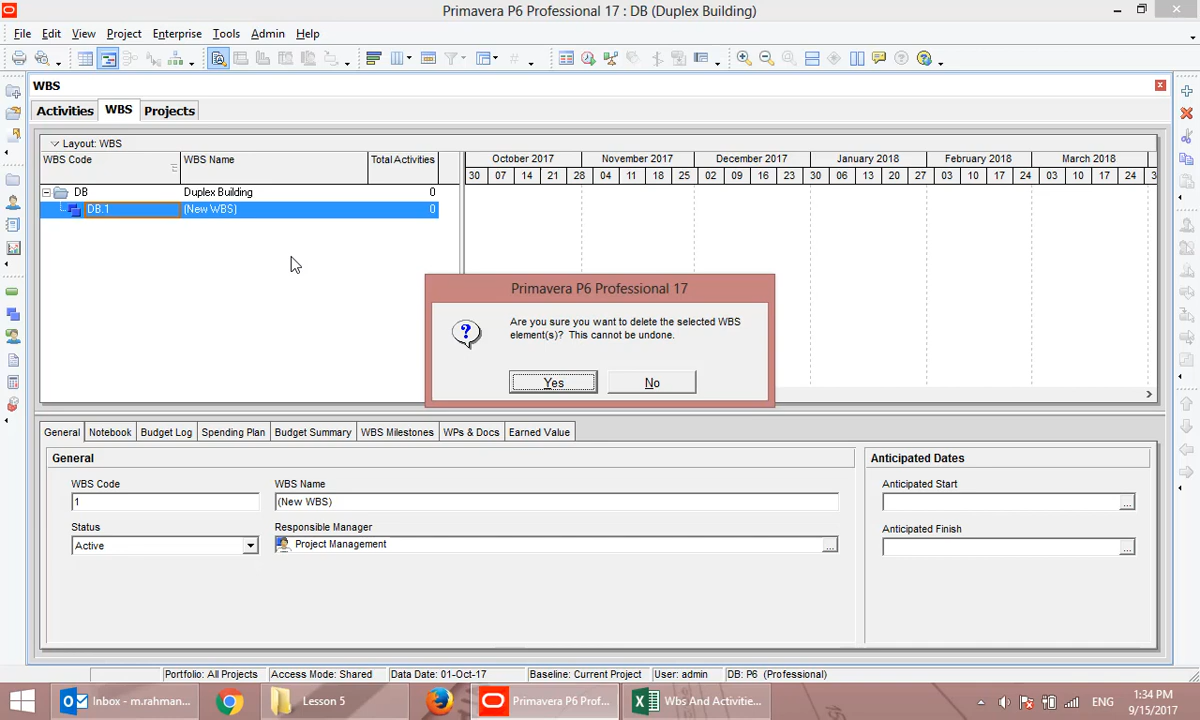 Primavera P6 Professional 17 : DB (Duplex Building)
File Edit View Project Enterprise Tools Admin Help
WBS
Activities WBS Projects
Layout: WBS
WBS Code WBS Name Total Activities
October 2017 November 2017 December 2017 January 2018 February 2018 March 2018
30 07 14 21 28 04 11 18 25 02 09 16 23 30 06 13 20 27 03 10 17 24 03 10 17 24 3
DB Duplex Building 0
DB.1 (New WBS) 0
Primavera P6 Professional 17
Are you sure you want to delete the selected WBS
element(s)? This cannot be undone.
Yes No
General Notebook Budget Log Spending Plan Budget Summary WBS Milestones WPs & Docs Earned Value
General
Anticipated Dates
WBS Code WBS Name Anticipated Start
1 (New WBS) ...
Status Responsible Manager Anticipated Finish
Active Project Management ... ...
Portfolio: All Projects Access Mode: Shared Data Date: 01-Oct-17 Baseline: Current Project User: admin DB: P6 (Professional)
Inbox - m.rahman... Lesson 5 Primavera P6 Prof... Wbs And Activitie... ENG 1:34 PM
9/15/2017